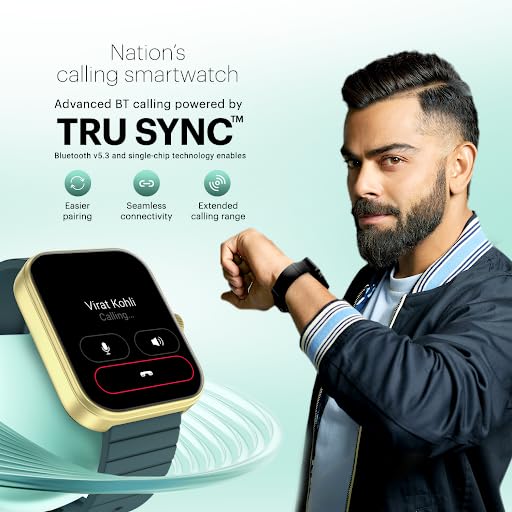 Nation's
calling smartwatch
Advanced BT calling powered by
TRU SYNC™
Bluetooth v5.3 and single-chip technology enables
Easier
pairing
Seamless
connectivity
Extended
calling range
Virat Kohli
Calling...